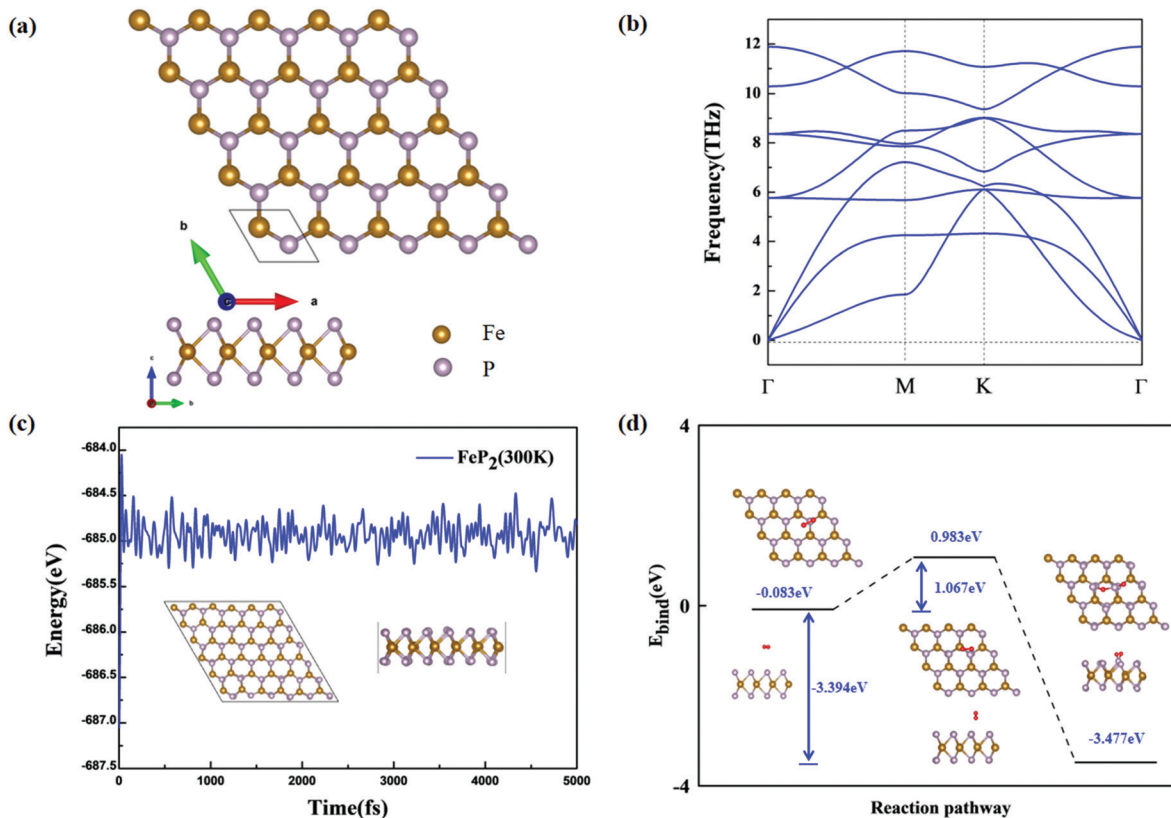 (a)
b
c
a
Fe
P
c
b
(b)
Frequency(THz)
12
10
8
6
4
2
0
Γ
M
K
Γ
(c)
Energy(eV)
-684.0
-684.5
-685.0
-685.5
-686.0
-686.5
-687.0
-687.5
FeP2(300K)
0
1000
2000
3000
4000
5000
Time(fs)
(d)
Ebind(eV)
4
0
-4
-0.083eV
-3.394eV
0.983eV
1.067eV
-3.477eV
Reaction pathway